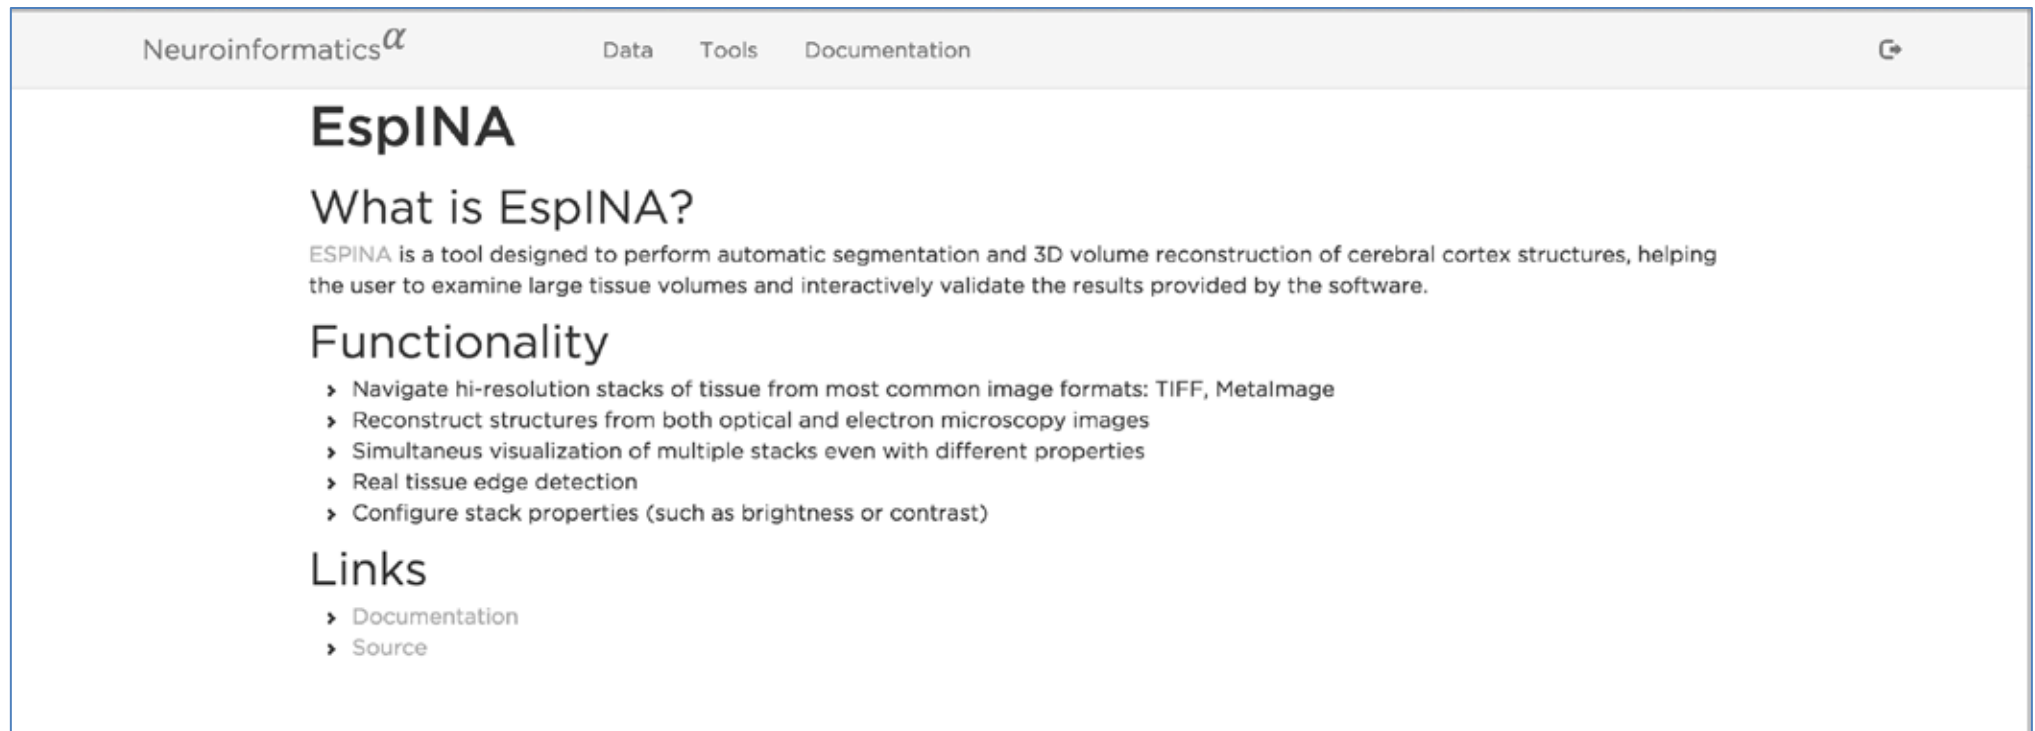 Neuroinformatics α
Data Tools Documentation
EspINA
What is EspINA?
ESPINA is a tool designed to perform automatic segmentation and 3D volume reconstruction of cerebral cortex structures, helping
the user to examine large tissue volumes and interactively validate the results provided by the software.
Functionality
Navigate hi-resolution stacks of tissue from most common image formats: TIFF, MetaImage
Reconstruct structures from both optical and electron microscopy images
Simultaneus visualization of multiple stacks even with different properties
Real tissue edge detection
Configure stack properties (such as brightness or contrast)
Links
Documentation
Source